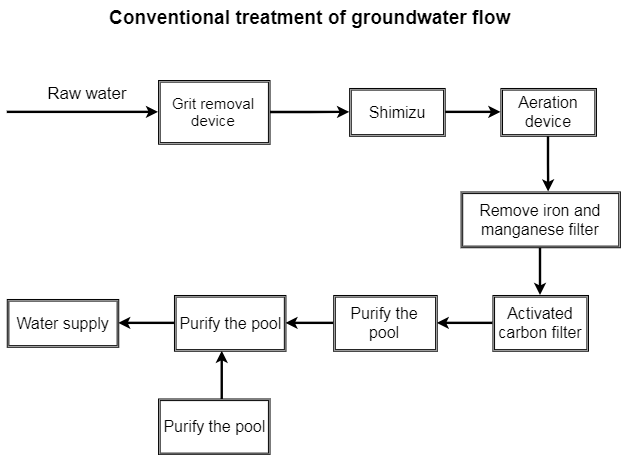 Conventional treatment of groundwater flow
Raw water
Grit removal
device
Shimizu
Aeration
device
Remove iron and
manganese filter
Activated
carbon filter
Purify the
pool
Purify the pool
Water supply
Purify the pool